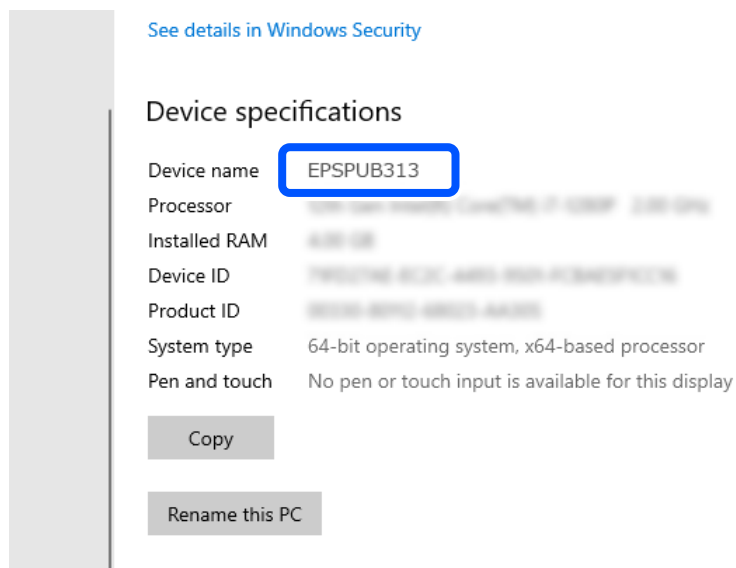 See details in Windows Security
Device specifications
Device name EPSPUB313
Processor
Installed RAM
Device ID
Product ID
System type 64-bit operating system, x64-based processor
Pen and touch No pen or touch input is available for this display
Copy
Rename this PC